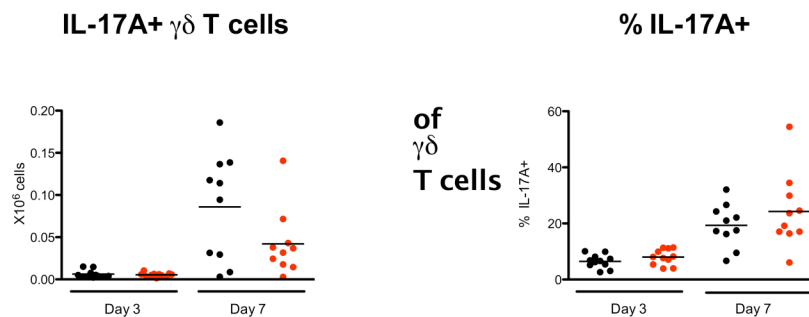 IL-17A+ γδ T cells
% IL-17A+
of
γδ
T cells
X10⁶ cells
0.20
0.15
0.10
0.05
0.00
Day 3
Day 7
% IL-17A+
60
40
20
0
Day 3
Day 7